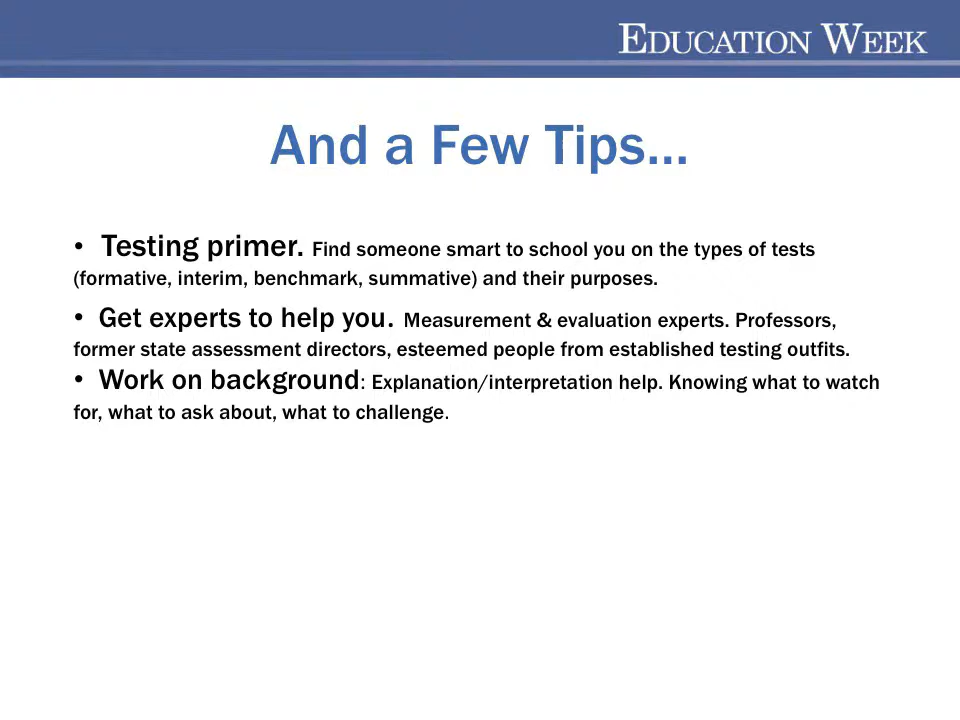 EDUCATION WEEK
And a Few Tips...
• Testing primer. Find someone smart to school you on the types of tests
(formative, interim, benchmark, summative) and their purposes.
• Get experts to help you. Measurement & evaluation experts. Professors,
former state assessment directors, esteemed people from established testing outfits.
• Work on background: Explanation/interpretation help. Knowing what to watch
for, what to ask about, what to challenge.